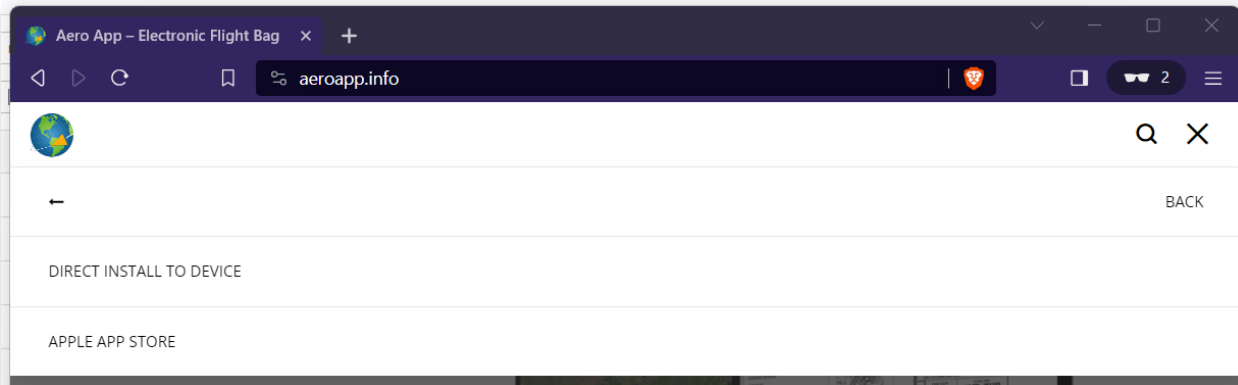 Aero App – Electronic Flight Bag
aeroapp.info
2
BACK
DIRECT INSTALL TO DEVICE
APPLE APP STORE